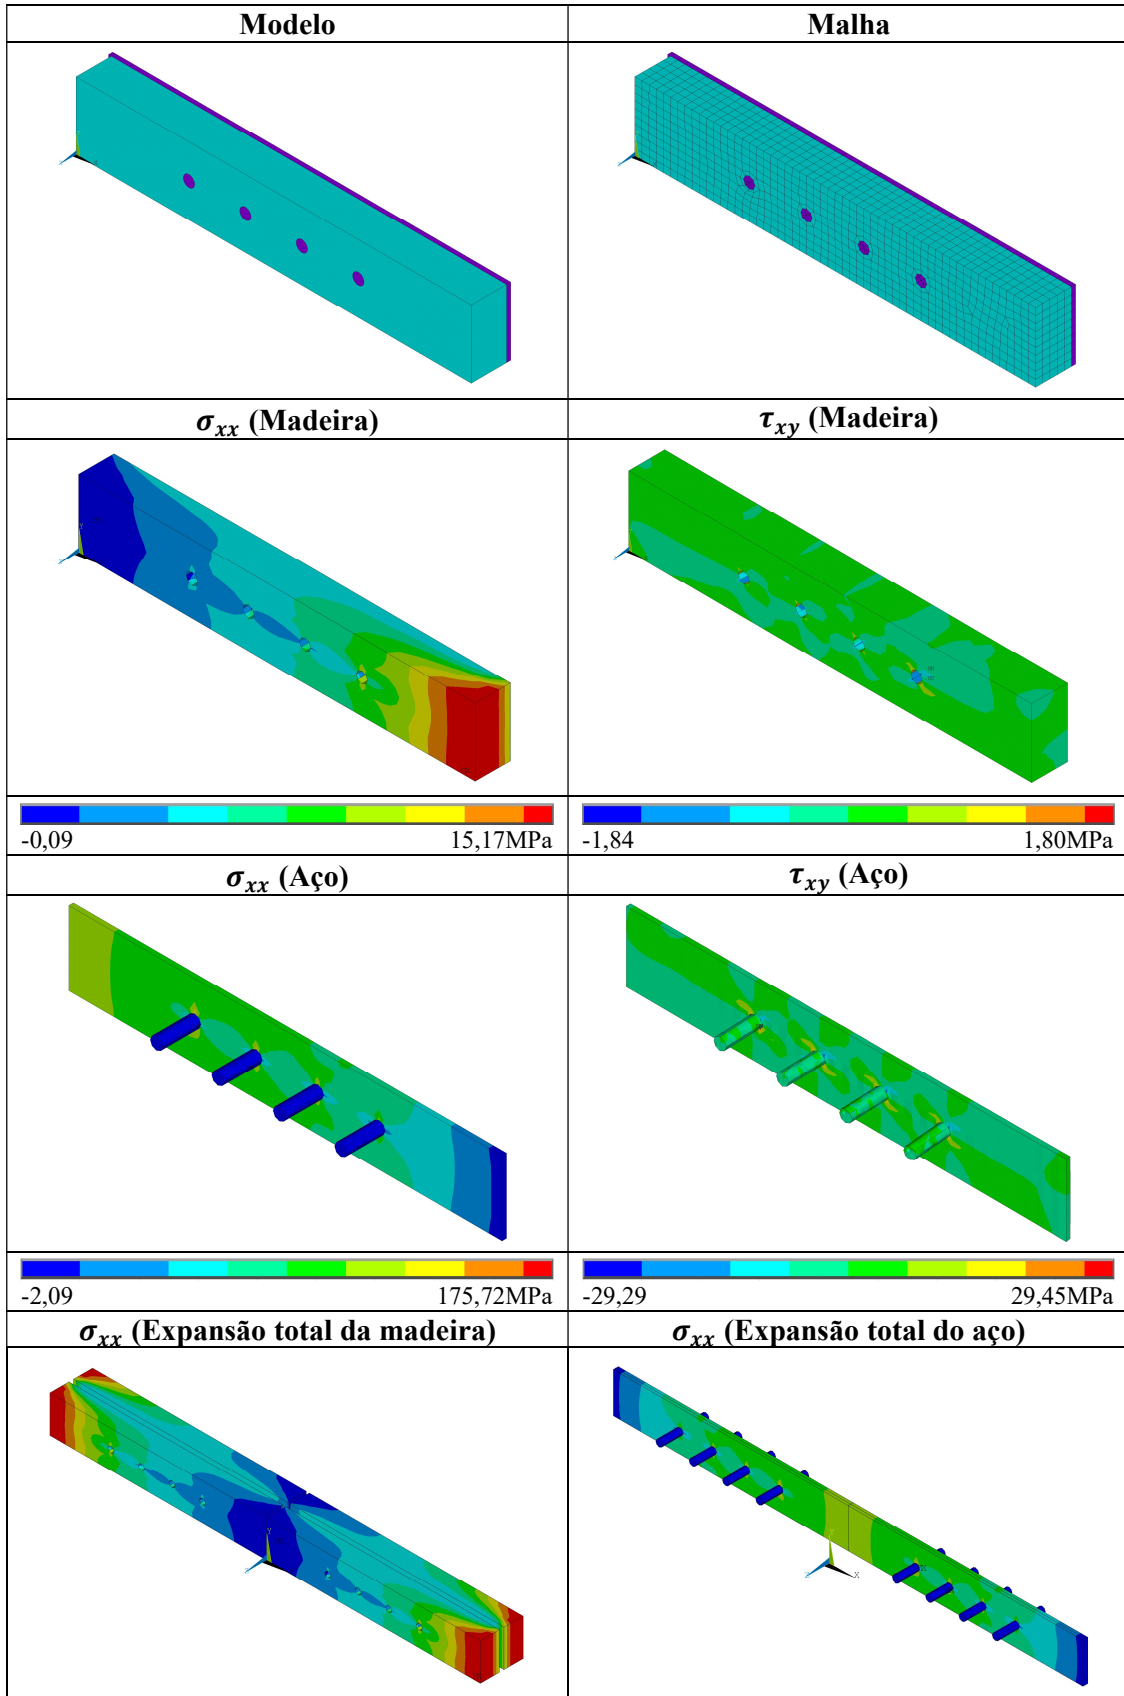 Modelo
Malha
σxx (Madeira)
τxy (Madeira)
-0,09
15,17MPa
-1,84
1,80MPa
σxx (Aço)
τxy (Aço)
-2,09
175,72MPa
-29,29
29,45MPa
σxx (Expansão total da madeira)
σxx (Expansão total do aço)